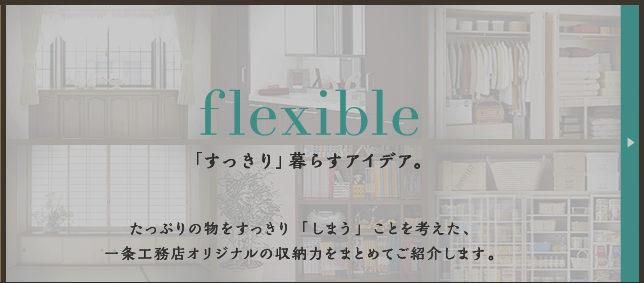 flexible
「すっきり」暮らすアイデア。
たっぷりの物をすっきり「しまう」ことを考えた、
一条工務店オリジナルの収納力をまとめてご紹介します。